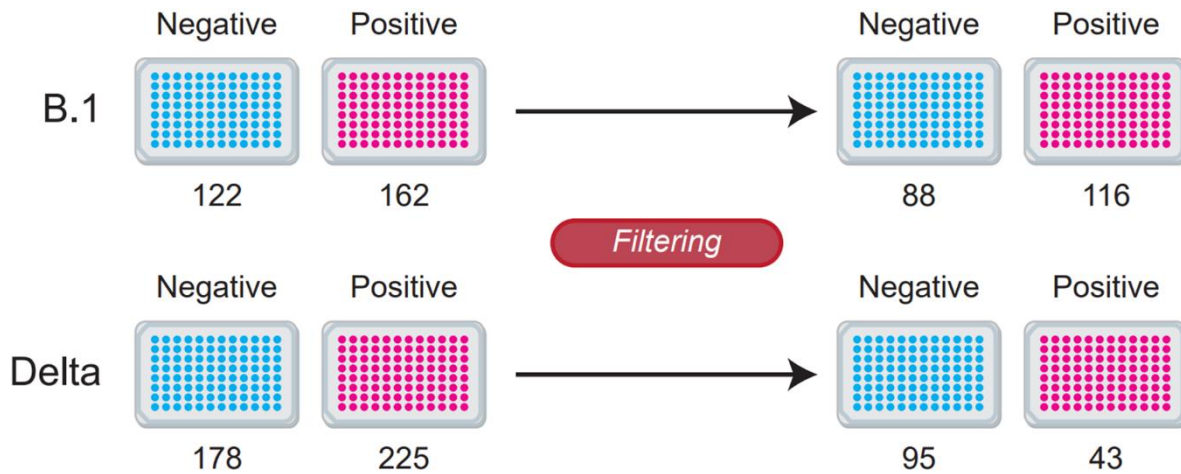 Negative Positive Negative Positive
B.1
122 162 88 116
Filtering
Negative Positive Negative Positive
Delta
178 225 95 43